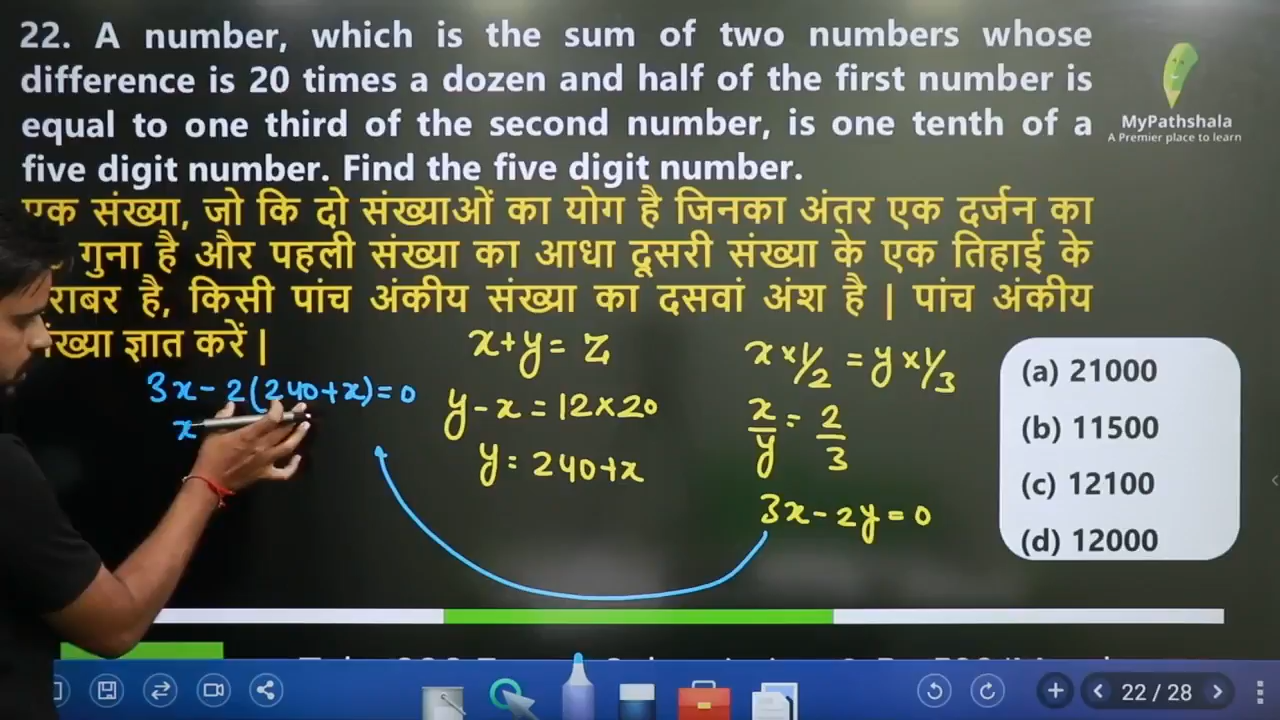 22. A number, which is the sum of two numbers whose
difference is 20 times a dozen and half of the first number is
equal to one third of the second number, is one tenth of a
five digit number. Find the five digit number.
MyPathshala
A Premier place to learn
एक संख्या, जो कि दो संख्याओं का योग है जिनका अंतर एक दर्जन का
गुना है और पहली संख्या का आधा दूसरी संख्या के एक तिहाई के
है, किसी पांच अंकीय संख्या का दसवां अंश है | पांच अंकीय
ज्ञात करें |
3x - 2(240+x) = 0
x
x+y = Z
y - x = 12×20
y = 240+x
x × 1/2 = y × 1/3
x/y = 2/3
3x - 2y = 0
(a) 21000
(b) 11500
(c) 12100
(d) 12000
22 / 28